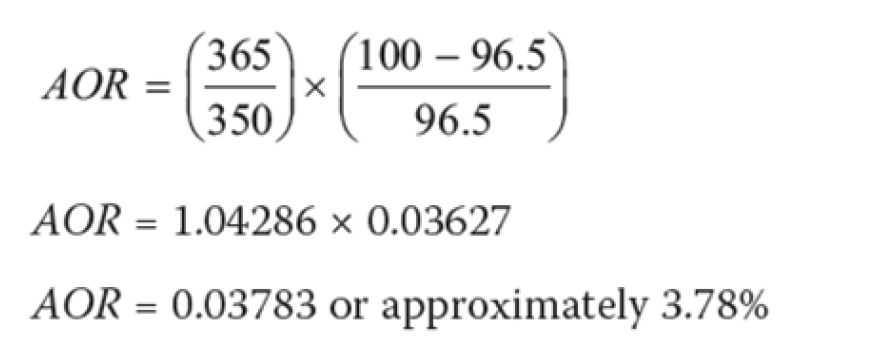 AOR = (365/350) × (100 – 96.5/96.5)
AOR = 1.04286 × 0.03627
AOR = 0.03783 or approximately 3.78%